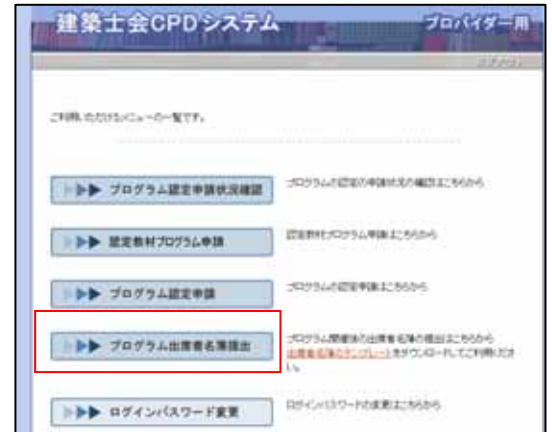 建築士会CPDシステム
プロバイダー用
ログアウト
ご利用いただけるメニューの一覧です。
プログラム認定申請状況確認
プログラムの認定の申請状況の確認はこちらから
認定教材プログラム申請
認定教材プログラム申請はこちらから
プログラム認定申請
プログラムの認定申請はこちらから
プログラム出席者名簿提出
プログラム開催後の出席者名簿の提出はこちらから
出席者名簿のテンプレートをダウンロードしてご利用くださ
い。
ログインパスワード変更
ログインパスワードの変更はこちらから